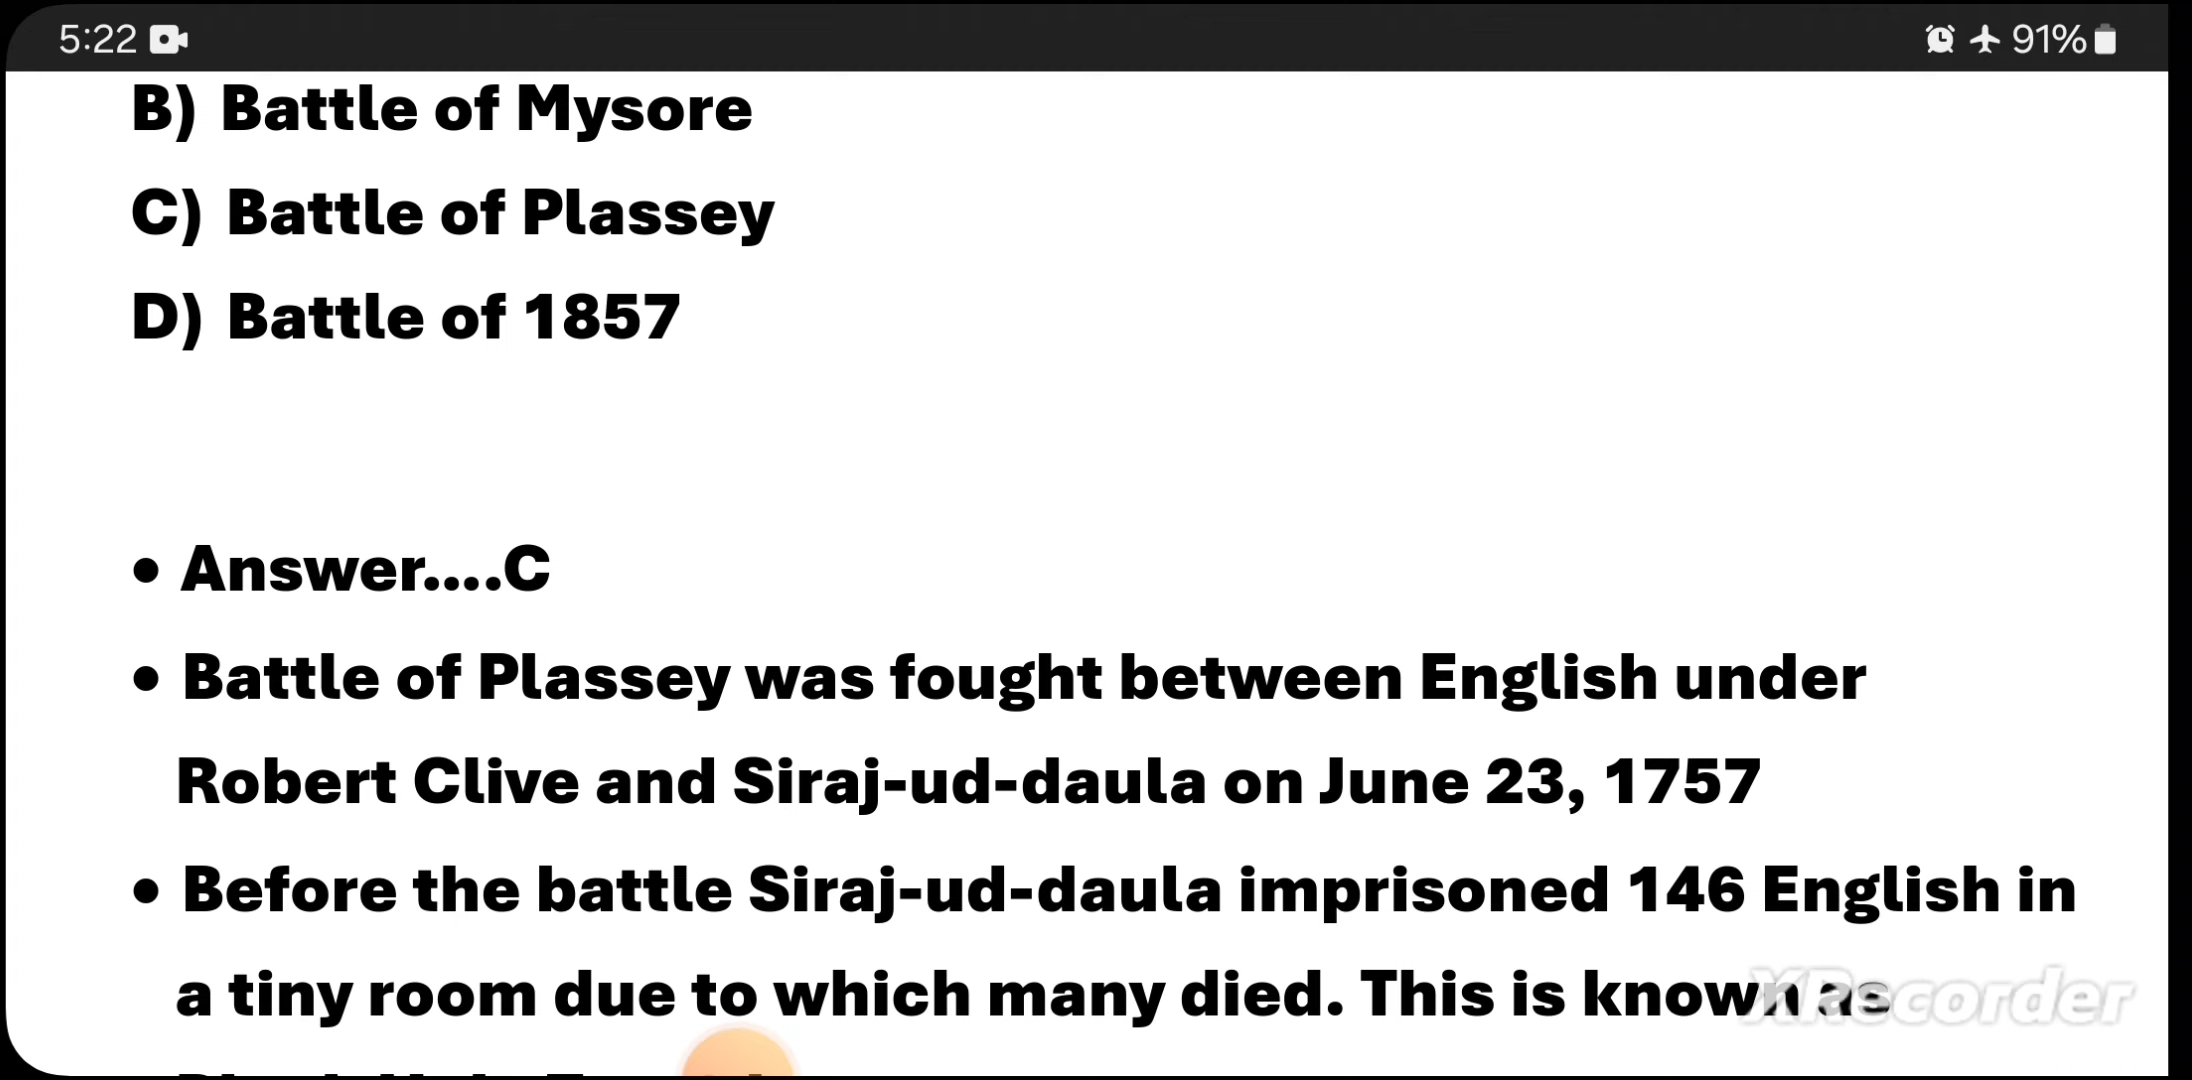 5:22
91%
B) Battle of Mysore
C) Battle of Plassey
D) Battle of 1857
• Answer....C
• Battle of Plassey was fought between English under
Robert Clive and Siraj-ud-daula on June 23, 1757
• Before the battle Siraj-ud-daula imprisoned 146 English in
a tiny room due to which many died. This is known as
XRecorder